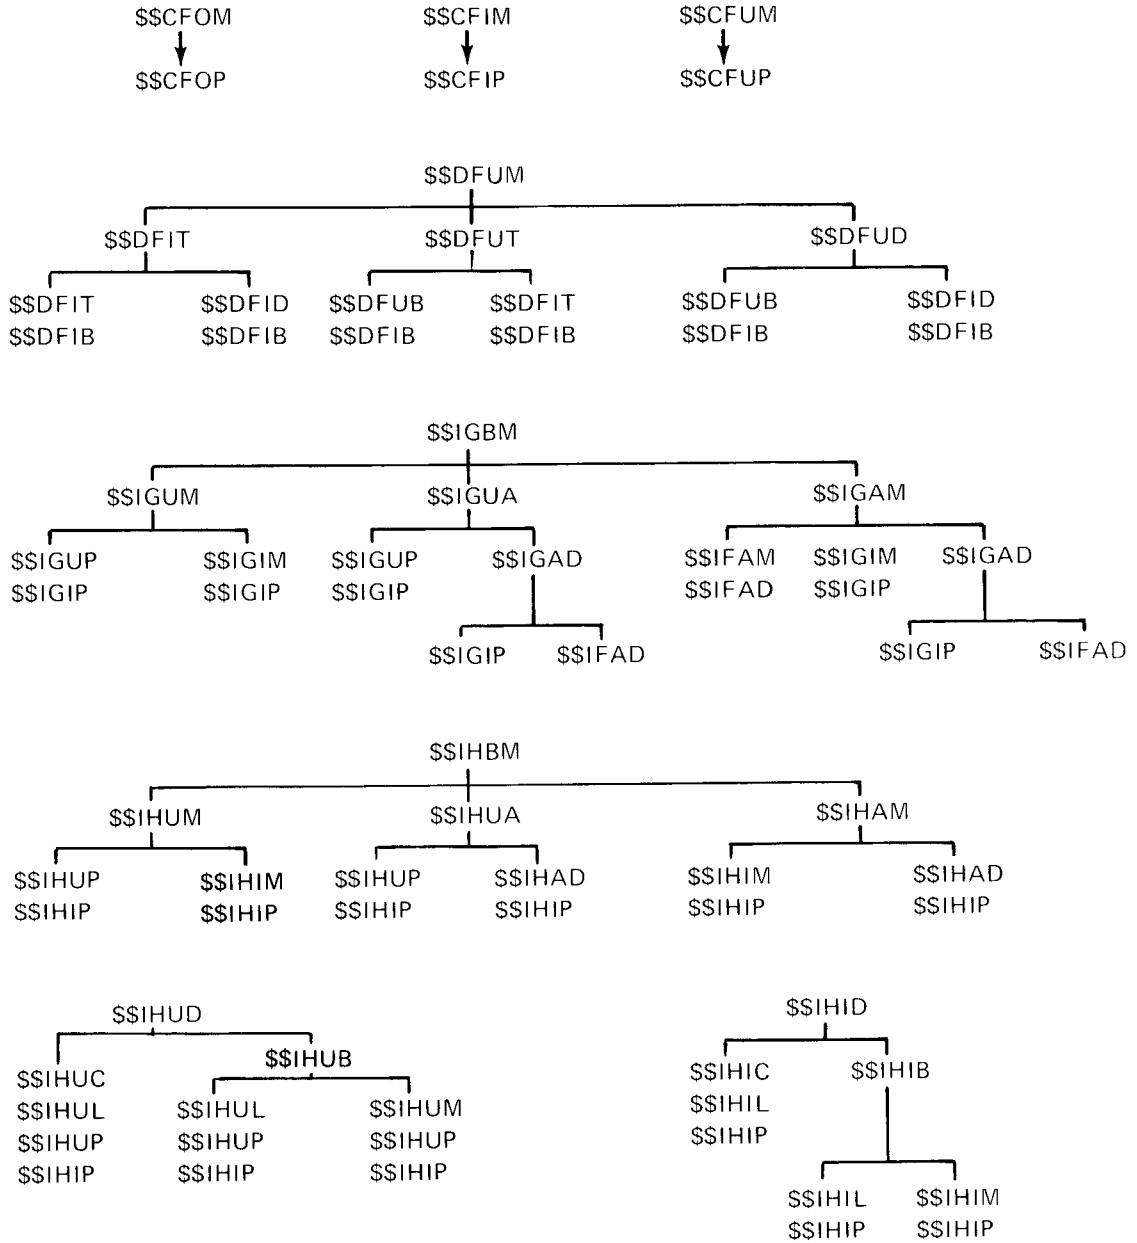 $$CFOM $$CFIM $$CFUM
$$CFOP $$CFIP $$CFUP
$$DFUM
$$DFIT $$DFUT $$DFUD
$$DFIT $$DFID $$DFUB $$DFIT $$DFUB $$DFID
$$DFIB $$DFIB $$DFIB $$DFIB $$DFIB $$DFIB
$$IGBM
$$IGUM $$IGUA $$IGAM
$$IGUP $$IGIM $$IGUP $$IGAD $$IFAM $$IGIM $$IGAD
$$IGIP $$IGIP $$IGIP $$IFAD $$IGIP
$$IGIP $$IFAD $$IGIP $$IFAD
$$IHBM
$$IHUM $$IHUA $$IHAM
$$IHUP $$IHIM $$IHUP $$IHAD $$IHIM $$IHAD
$$IHIP $$IHIP $$IHIP $$IHIP $$IHIP $$IHIP
$$IHUD $$IHID
$$IHUB
$$IHUC $$IHIC $$IHIB
$$IHUL $$IHUL $$IHUM $$IHIL
$$IHUP $$IHUP $$IHUP $$IHIP
$$IHIP $$IHIP $$IHIP
$$IHIL $$IHIM
$$IHIP $$IHIP